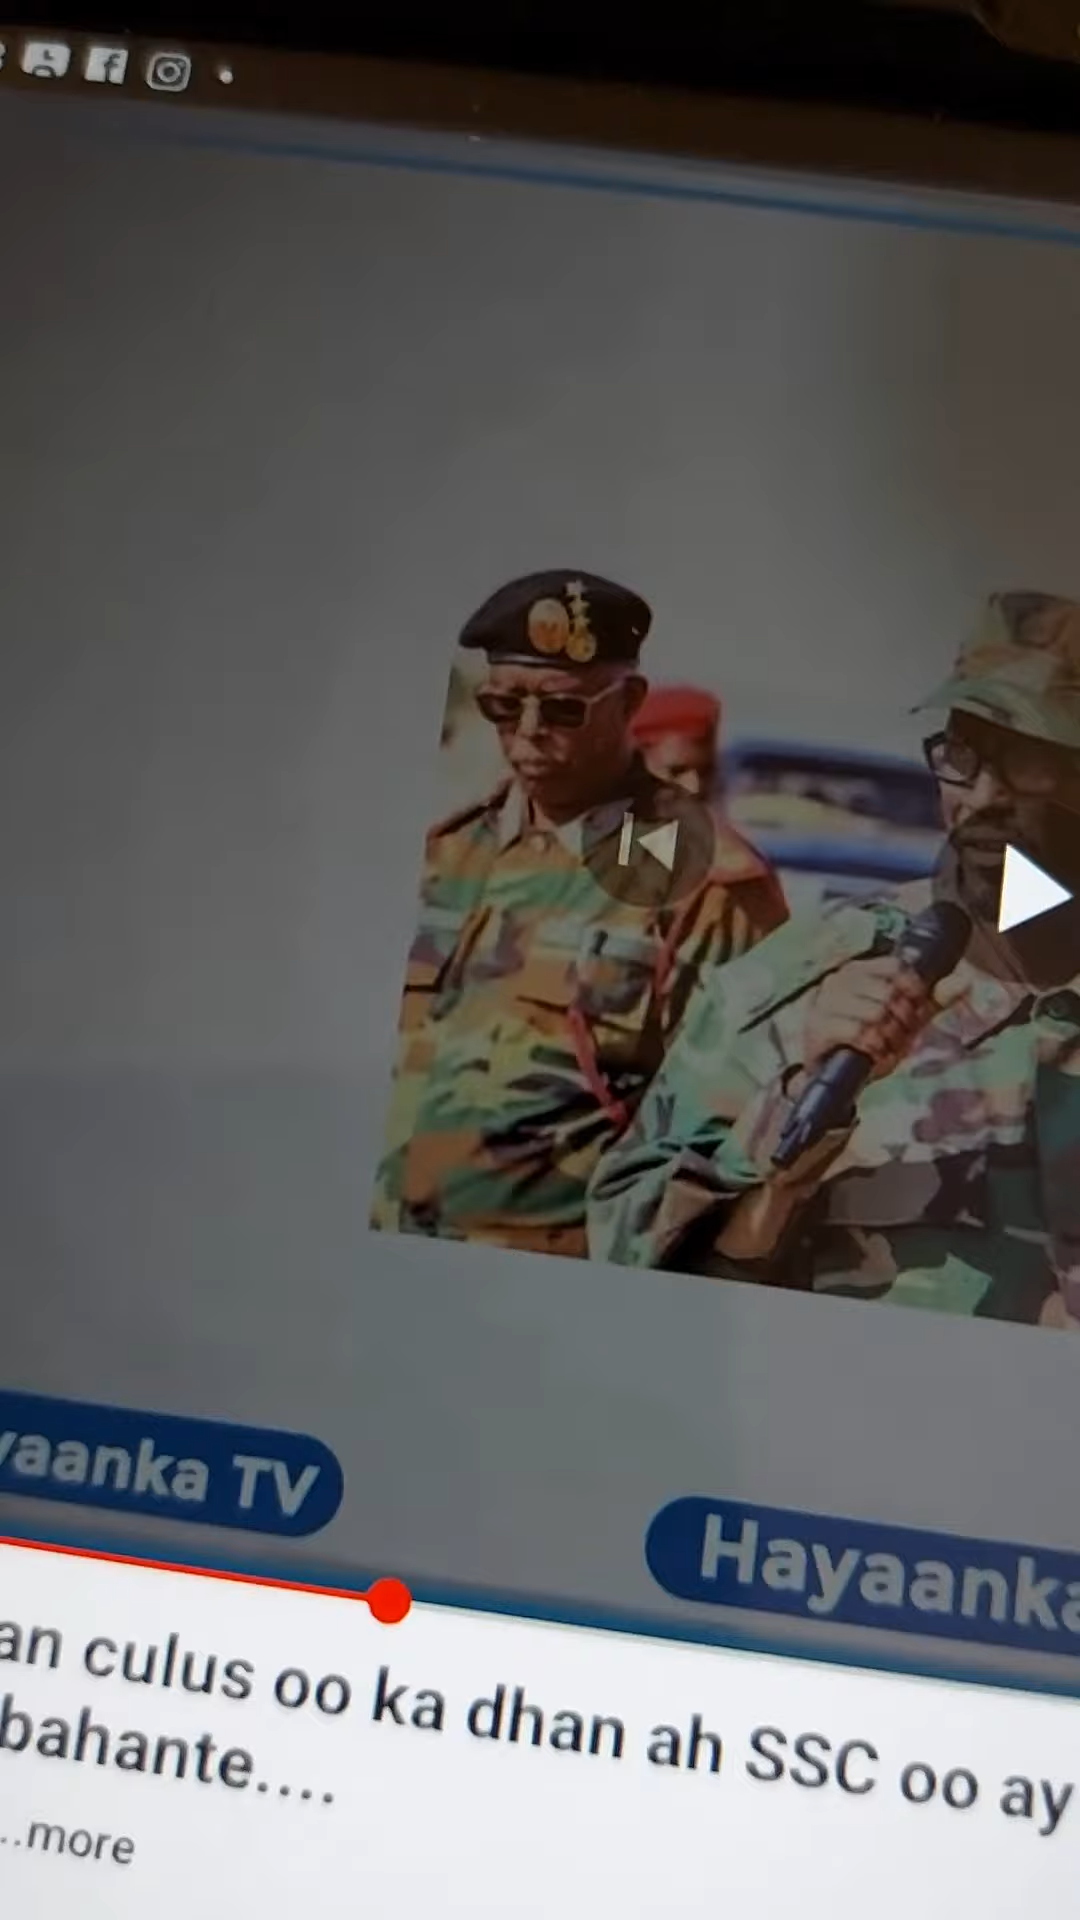 yaanka TV
Hayaanka
an culus oo ka dhan ah SSC oo ay
bahante....
...more